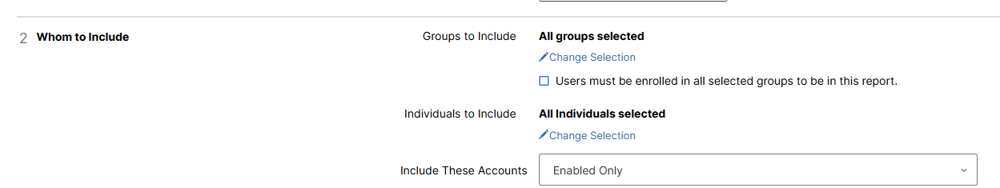 2 Whom to Include
Groups to Include All groups selected
Change Selection
Users must be enrolled in all selected groups to be in this report.
Individuals to Include All Individuals selected
Change Selection
Include These Accounts Enabled Only